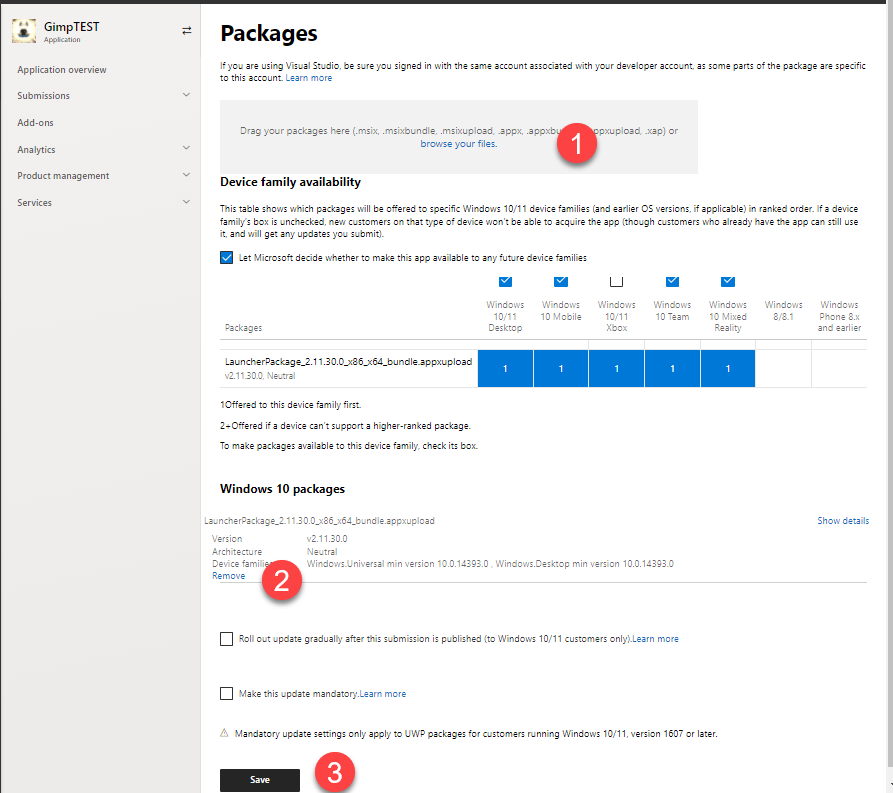 GimpTEST
Application
Application overview
Submissions
Add-ons
Analytics
Product management
Services
Packages
If you are using Visual Studio, be sure you signed in with the same account associated with your developer account, as some parts of the package are specific
to this account. Learn more
Drag your packages here (.msix, .msixbundle, .msixupload, .appx, .appxbu ppxupload, .xap) or
browse your files.
1
Device family availability
This table shows which packages will be offered to specific Windows 10/11 device families (and earlier OS versions, if applicable) in ranked order. If a device
family's box is unchecked, new customers on that type of device won't be able to acquire the app (though customers who already have the app can still use
it, and will get any updates you submit).
Let Microsoft decide whether to make this app available to any future device families
Packages
Windows
10/11
Desktop
Windows
10 Mobile
Windows
10/11
Xbox
Windows
10 Team
Windows
10 Mixed
Reality
Windows
8/8.1
Windows
Phone 8.x
and earlier
LauncherPackage_2.11.30.0_x86_x64_bundle.appxupload
v2.11.30.0, Neutral
1 1 1 1 1
1Offered to this device family first.
2+Offered if a device can't support a higher-ranked package.
To make packages available to this device family, check its box.
Windows 10 packages
LauncherPackage_2.11.30.0_x86_x64_bundle.appxupload Show details
Version v2.11.30.0
Architecture Neutral
Device families Windows.Universal min version 10.0.14393.0 , Windows.Desktop min version 10.0.14393.0
Remove
2
Roll out update gradually after this submission is published (to Windows 10/11 customers only).Learn more
Make this update mandatory.Learn more
Mandatory update settings only apply to UWP packages for customers running Windows 10/11, version 1607 or later.
Save
3